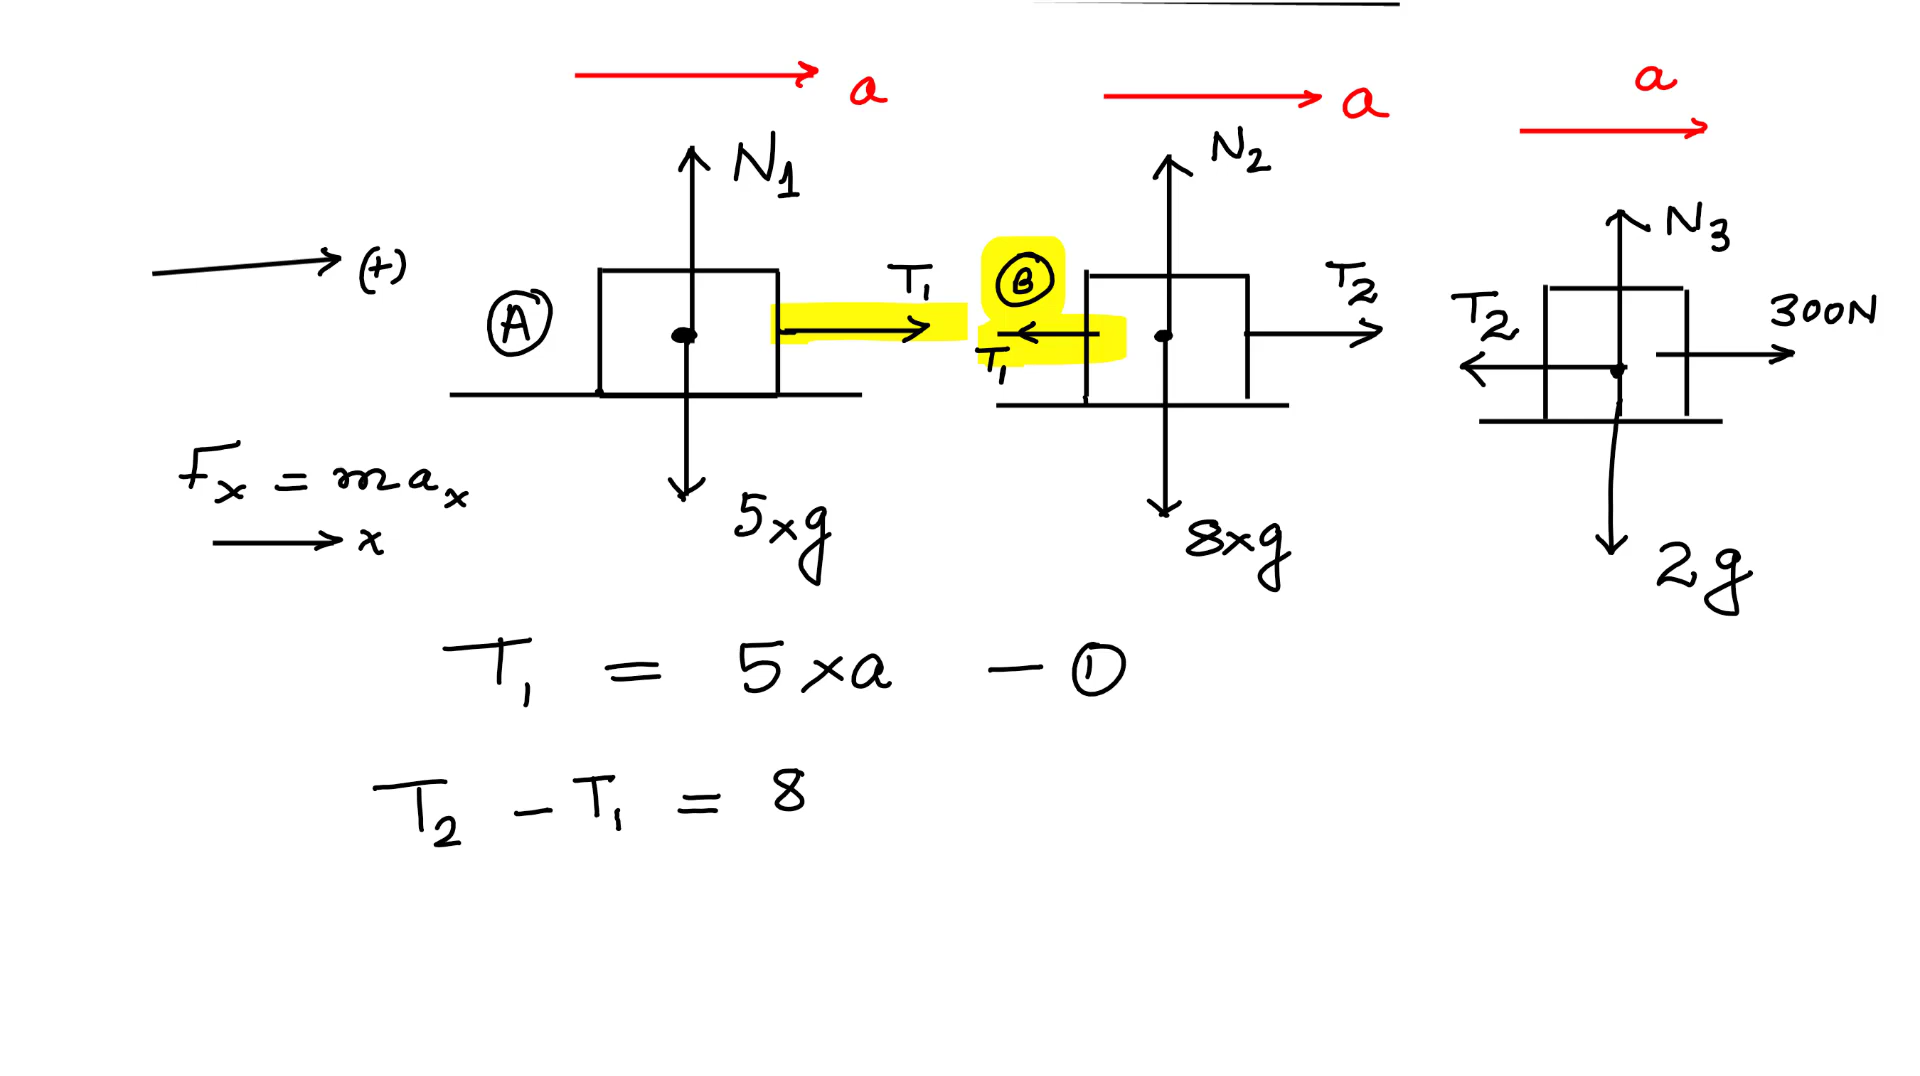 a
a
a
N1
N2
N3
(+)
A
T1
B
T1
T2
T2
300N
Fx = max
x
5xg
8xg
2g
T1 = 5xa — ①
T2 - T1 = 8